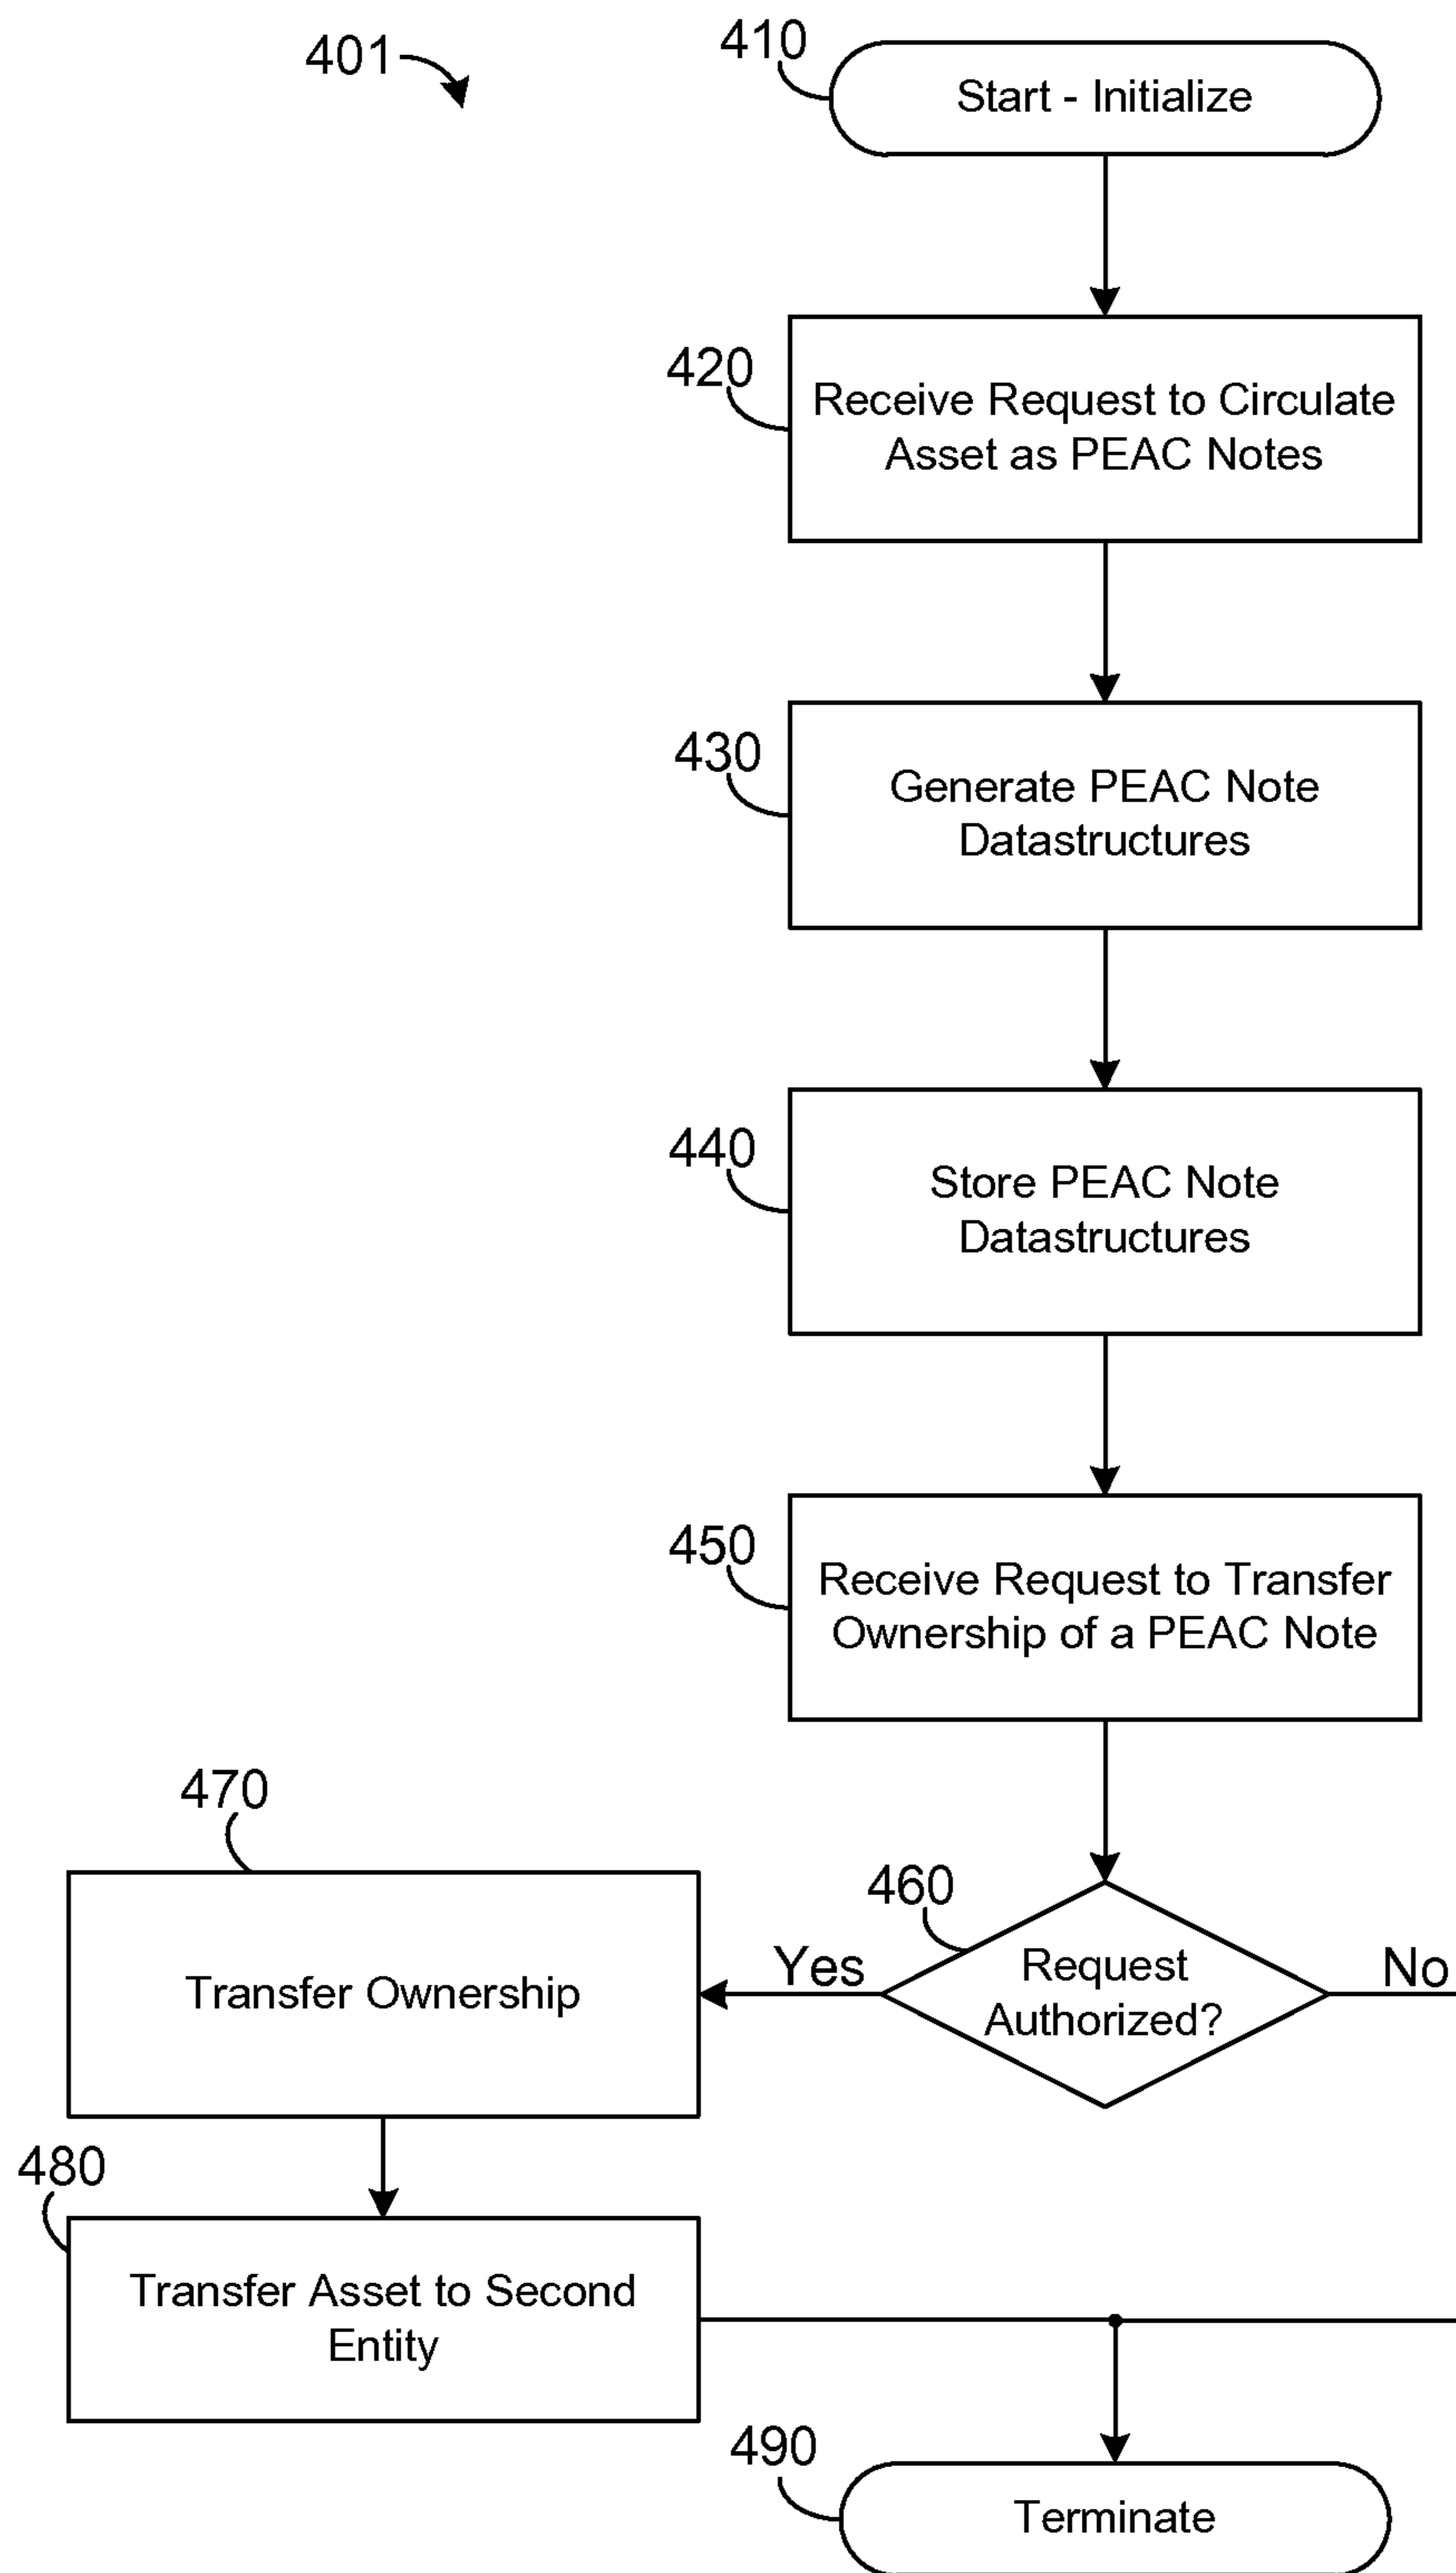 401
410
Start - Initialize
420
Receive Request to Circulate
Asset as PEAC Notes
430
Generate PEAC Note
Datastructures
440
Store PEAC Note
Datastructures
450
Receive Request to Transfer
Ownership of a PEAC Note
460
Request
Authorized?
Yes
No
470
Transfer Ownership
480
Transfer Asset to Second
Entity
490
Terminate